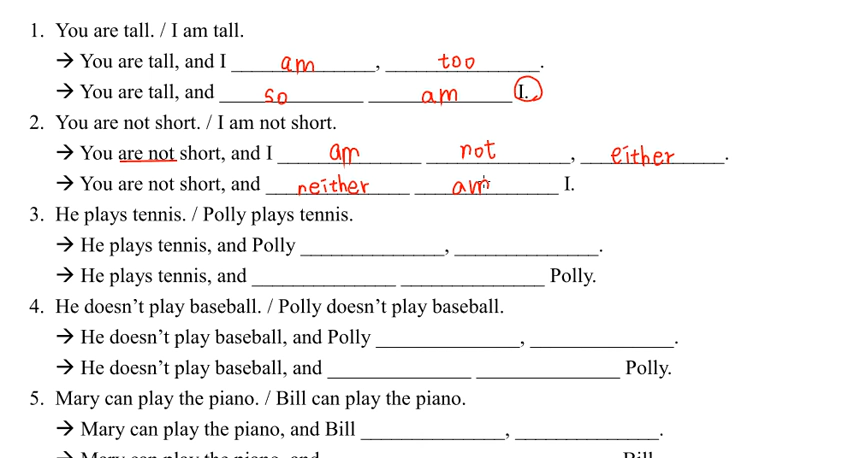 1. You are tall. / I am tall.
→ You are tall, and I am, too.
→ You are tall, and so am I.
2. You are not short. / I am not short.
→ You are not short, and I am not, either.
→ You are not short, and neither am I.
3. He plays tennis. / Polly plays tennis.
→ He plays tennis, and Polly ______, ______.
→ He plays tennis, and ______ ______ Polly.
4. He doesn’t play baseball. / Polly doesn’t play baseball.
→ He doesn’t play baseball, and Polly ______, ______.
→ He doesn’t play baseball, and ______ ______ Polly.
5. Mary can play the piano. / Bill can play the piano.
→ Mary can play the piano, and Bill ______, ______.